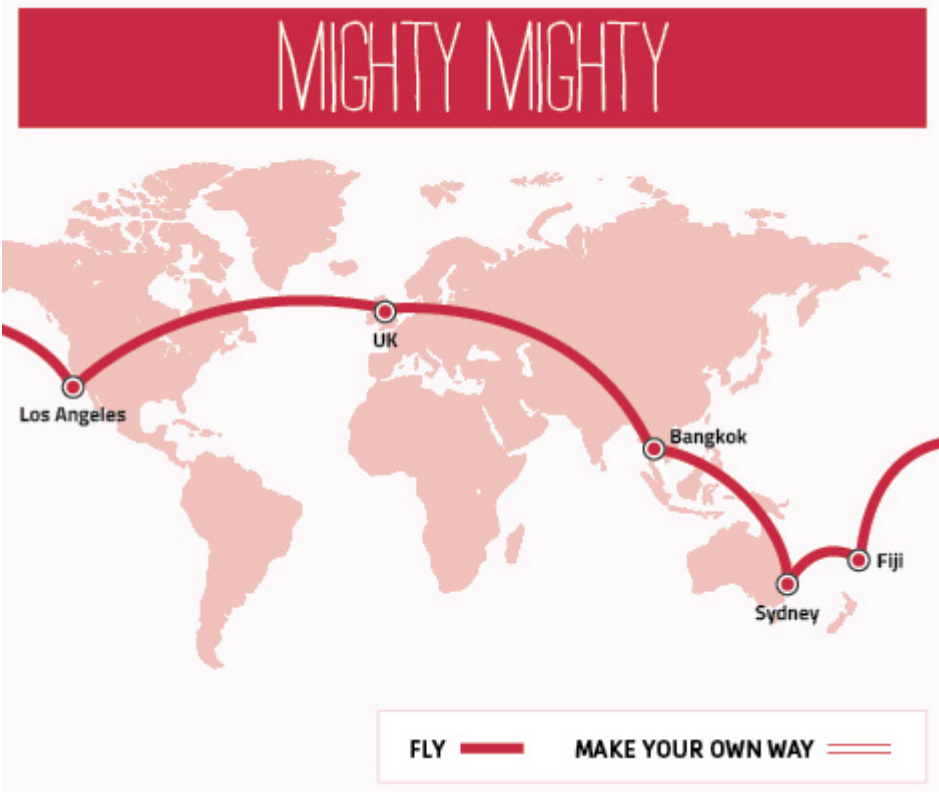 MIGHTY MIGHTY
UK
Los Angeles
Bangkok
Fiji
Sydney
FLY
MAKE YOUR OWN WAY